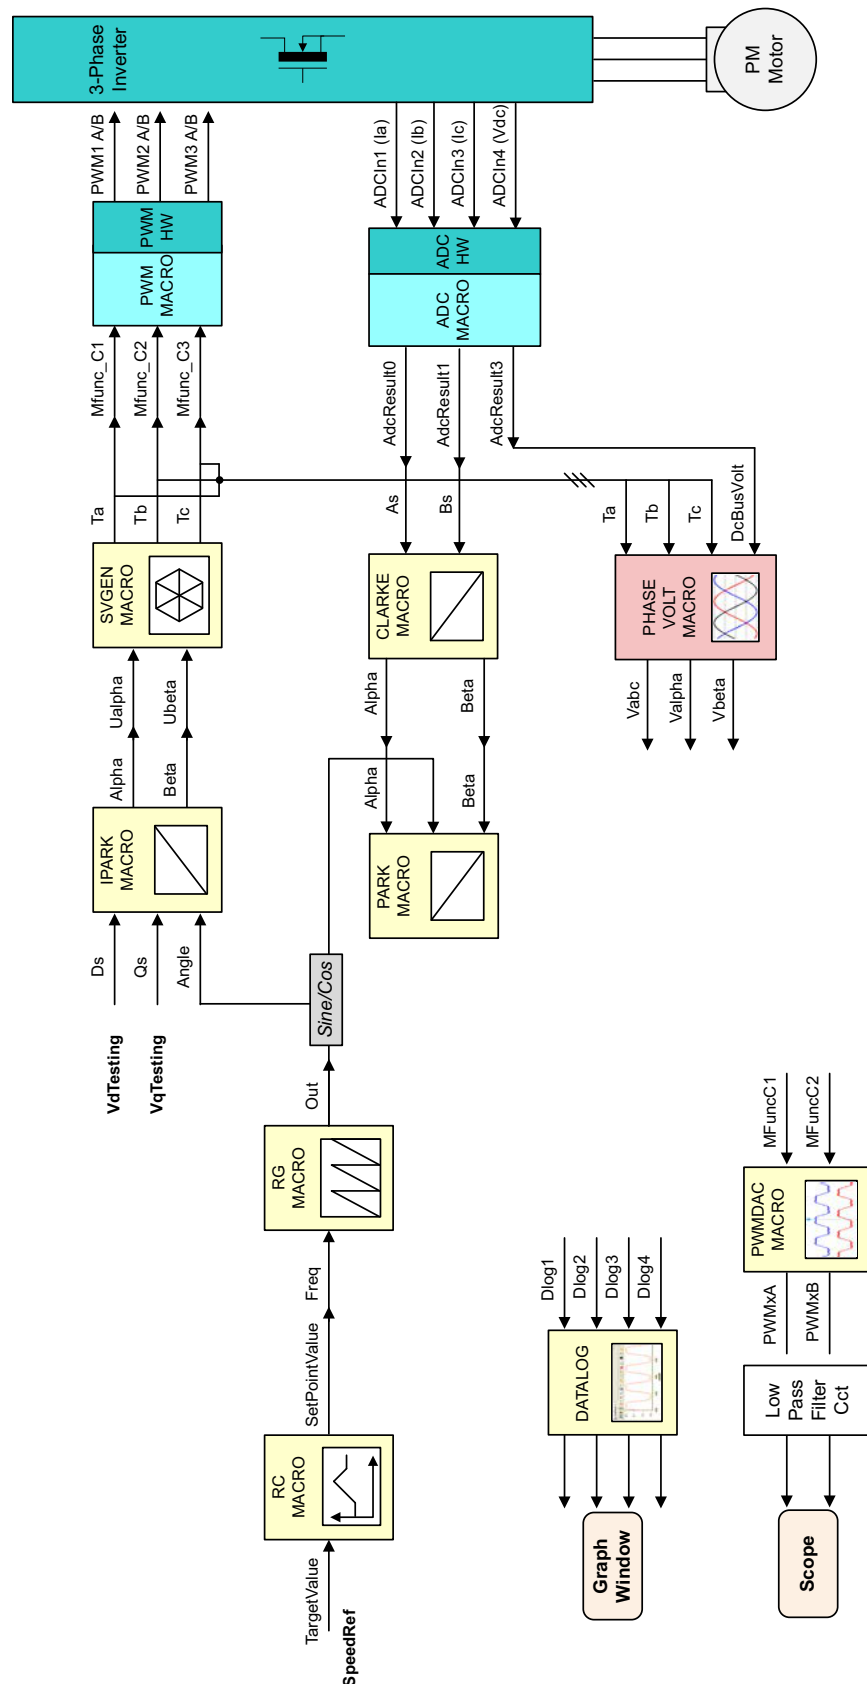 3-Phase
Inverter
PM
Motor
PWM1 A/B
PWM2 A/B
PWM3 A/B
ADCIn1 (Ia)
ADCIn2 (Ib)
ADCIn3 (Ic)
ADCIn4 (Vdc)
PWM
MACRO
PWM
HW
ADC
MACRO
ADC
HW
Mfunc_C1
Mfunc_C2
Mfunc_C3
AdcResult0
AdcResult1
AdcResult3
Ta
Tb
Tc
As
Bs
Ta
Tb
Tc
DcBusVolt
SVGEN
MACRO
CLARKE
MACRO
PHASE
VOLT
MACRO
Ualpha
Ubeta
Alpha
Beta
Vabc
Valpha
Vbeta
Alpha
Beta
Alpha
Beta
IPARK
MACRO
PARK
MACRO
Ds
Qs
Angle
VdTesting
VqTesting
Sine/Cos
Out
RG
MACRO
Freq
SetPointValue
RC
MACRO
TargetValue
SpeedRef
Dlog1
Dlog2
Dlog3
Dlog4
DATALOG
Graph
Window
MFuncC1
MFuncC2
PWMDAC
MACRO
PWMxA
PWMxB
Low
Pass
Filter
Cct
Scope